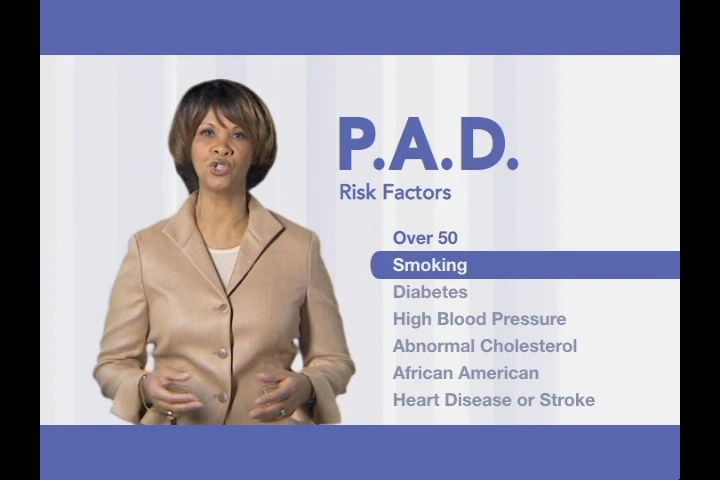 P.A.D.
Risk Factors
Over 50
Smoking
Diabetes
High Blood Pressure
Abnormal Cholesterol
African American
Heart Disease or Stroke